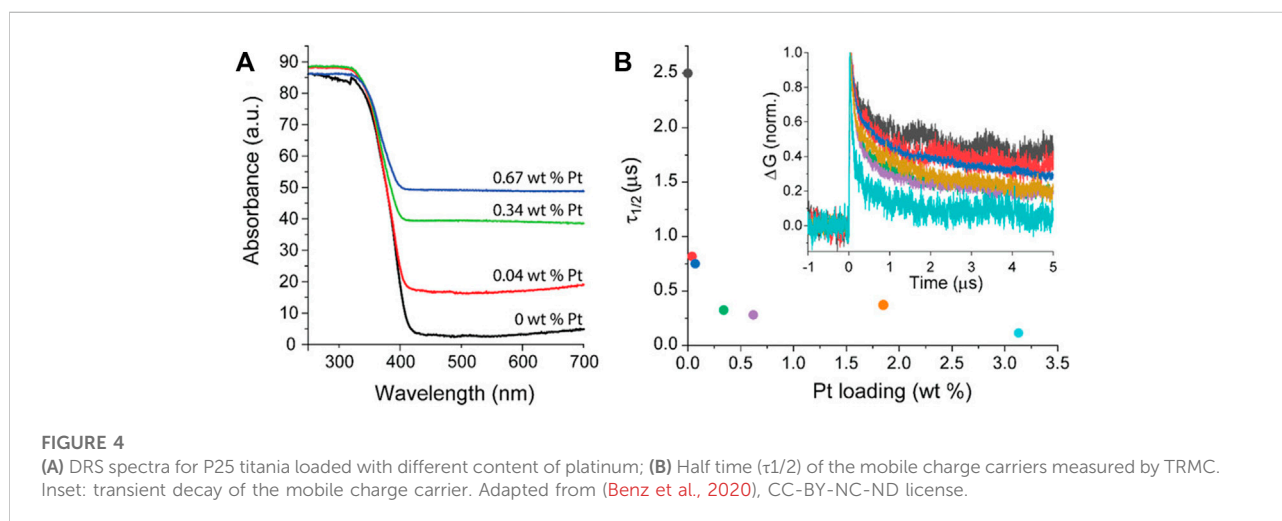 A
Absorbance (a.u.)
90
80
70
60
50
40
30
20
10
0
0.67 wt % Pt
0.34 wt % Pt
0.04 wt % Pt
0 wt % Pt
300 400 500 600 700
Wavelength (nm)
B
τ1/2 (μs)
2.5
2.0
1.5
1.0
0.5
0.0
0.0 0.5 1.0 1.5 2.0 2.5 3.0 3.5
Pt loading (wt %)
ΔG (norm.)
1.0
0.8
0.6
0.4
0.2
0.0
-1 0 1 2 3 4 5
Time (μs)
FIGURE 4
(A) DRS spectra for P25 titania loaded with different content of platinum; (B) Half time (τ1/2) of the mobile charge carriers measured by TRMC.
Inset: transient decay of the mobile charge carrier. Adapted from (Benz et al., 2020), CC-BY-NC-ND license.